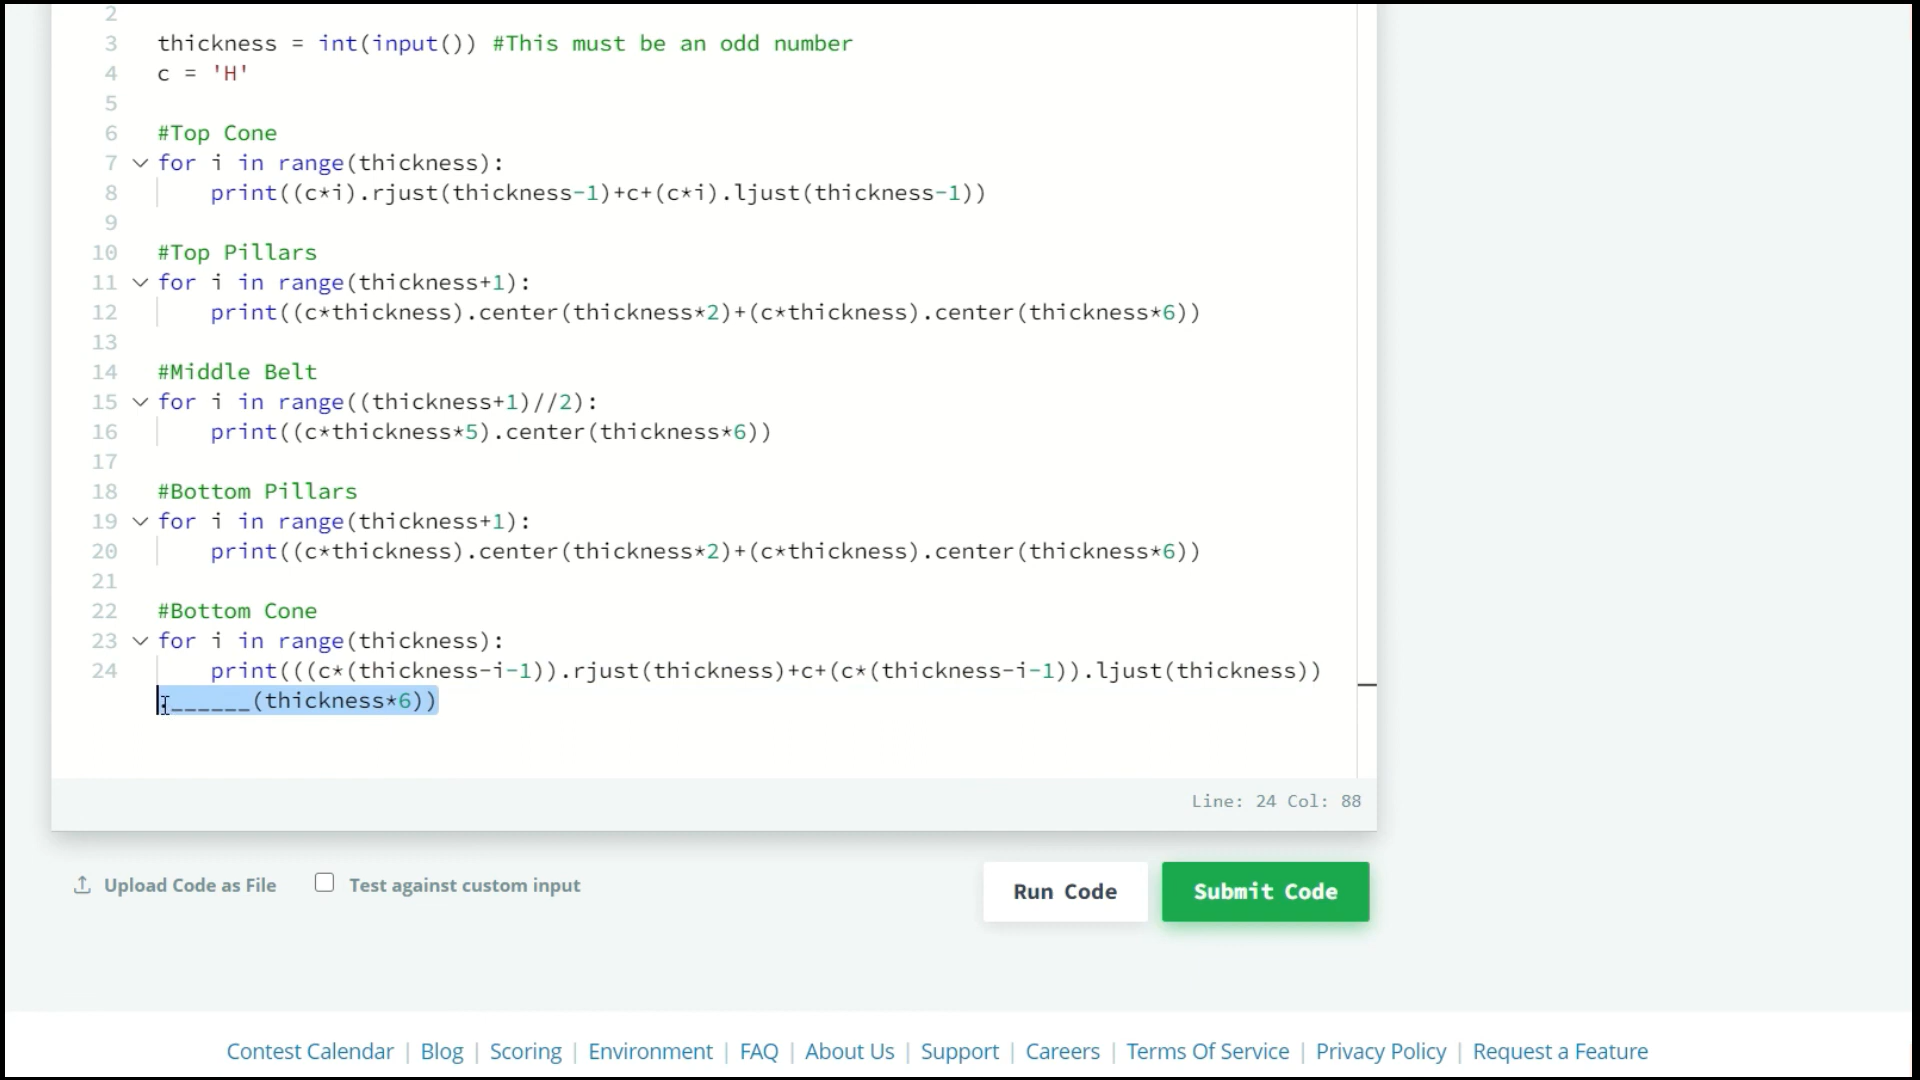 2
3 thickness = int(input()) #This must be an odd number
4 c = 'H'
5
6 #Top Cone
7 for i in range(thickness):
8 print((c*i).rjust(thickness-1)+c+(c*i).ljust(thickness-1))
9
10 #Top Pillars
11 for i in range(thickness+1):
12 print((c*thickness).center(thickness*2)+(c*thickness).center(thickness*6))
13
14 #Middle Belt
15 for i in range((thickness+1)//2):
16 print((c*thickness*5).center(thickness*6))
17
18 #Bottom Pillars
19 for i in range(thickness+1):
20 print((c*thickness).center(thickness*2)+(c*thickness).center(thickness*6))
21
22 #Bottom Cone
23 for i in range(thickness):
24 print(((c*(thickness-i-1)).rjust(thickness)+c+(c*(thickness-i-1)).ljust(thickness))
.______(thickness*6))
Line: 24 Col: 88
Upload Code as File Test against custom input Run Code Submit Code
Contest Calendar | Blog | Scoring | Environment | FAQ | About Us | Support | Careers | Terms Of Service | Privacy Policy | Request a Feature